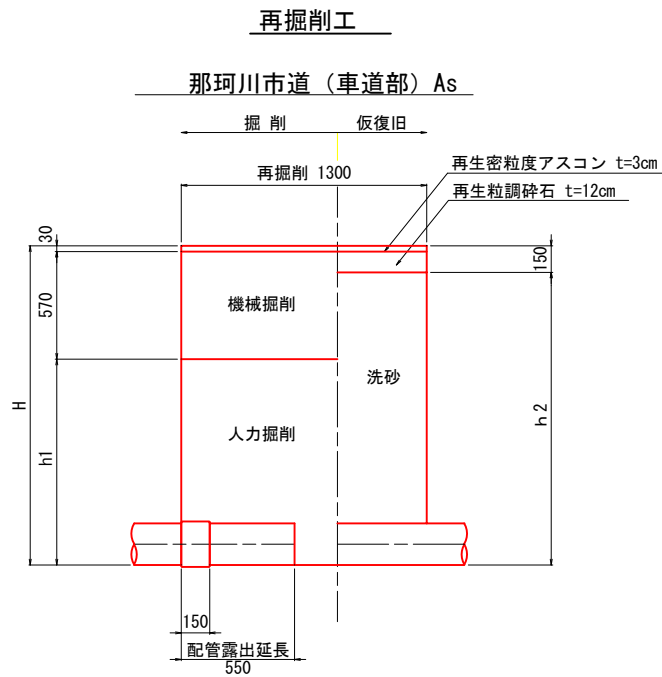 再掘削工
那珂川市道（車道部）As
掘 削
仮復旧
再生密粒度アスコン t=3cm
再掘削 1300
再生粒調砕石 t=12cm
30
150
570
機械掘削
洗砂
H
h2
人力掘削
h1
150
配管露出延長
550